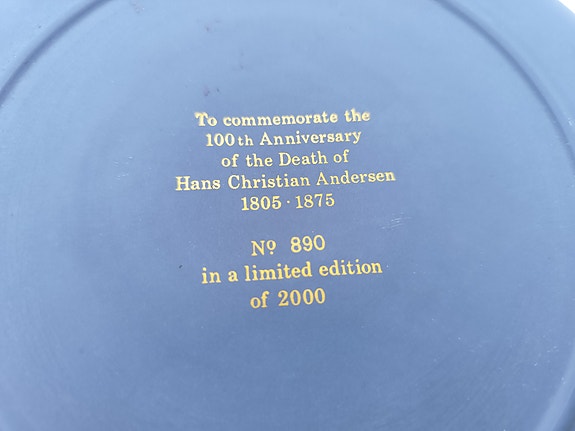 To commemorate the
100th Anniversary
of the Death of
Hans Christian Andersen
1805 · 1875
Nº 890
in a limited edition
of 2000